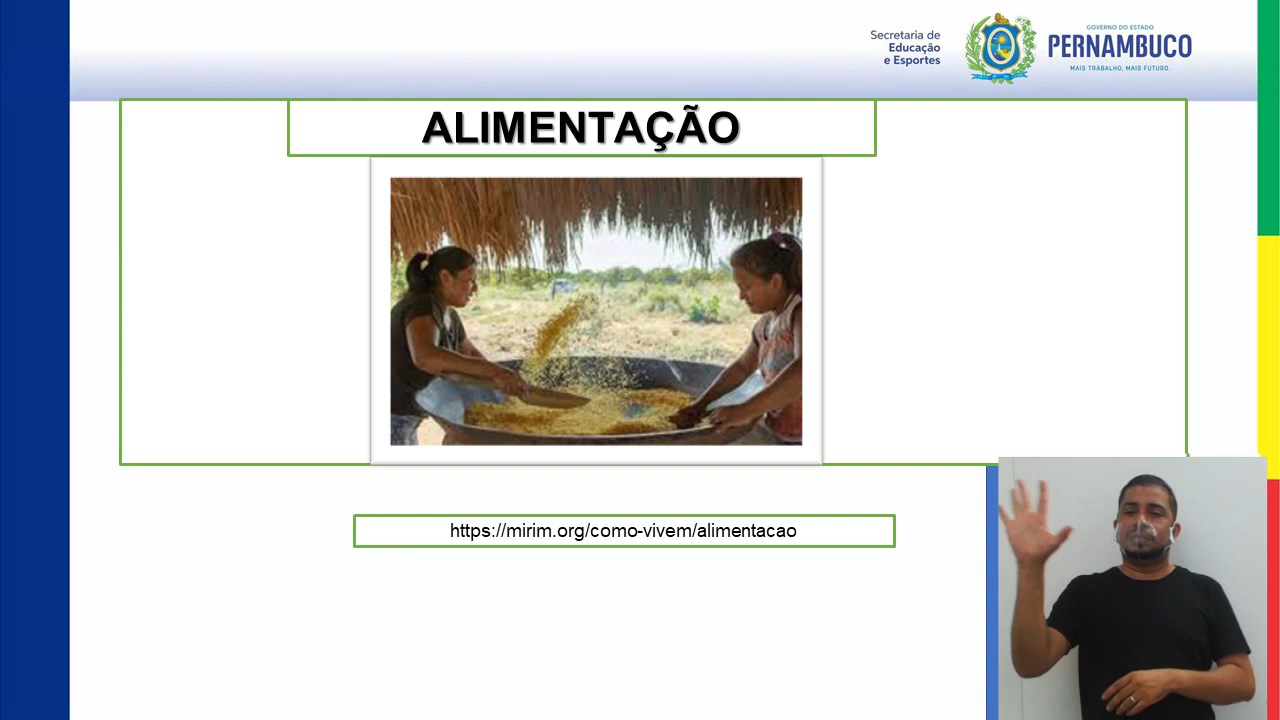 Secretaria de
Educação
e Esportes
GOVERNO DO ESTADO
PERNAMBUCO
MAIS TRABALHO, MAIS FUTURO.
ALIMENTAÇÃO
https://mirim.org/como-vivem/alimentacao